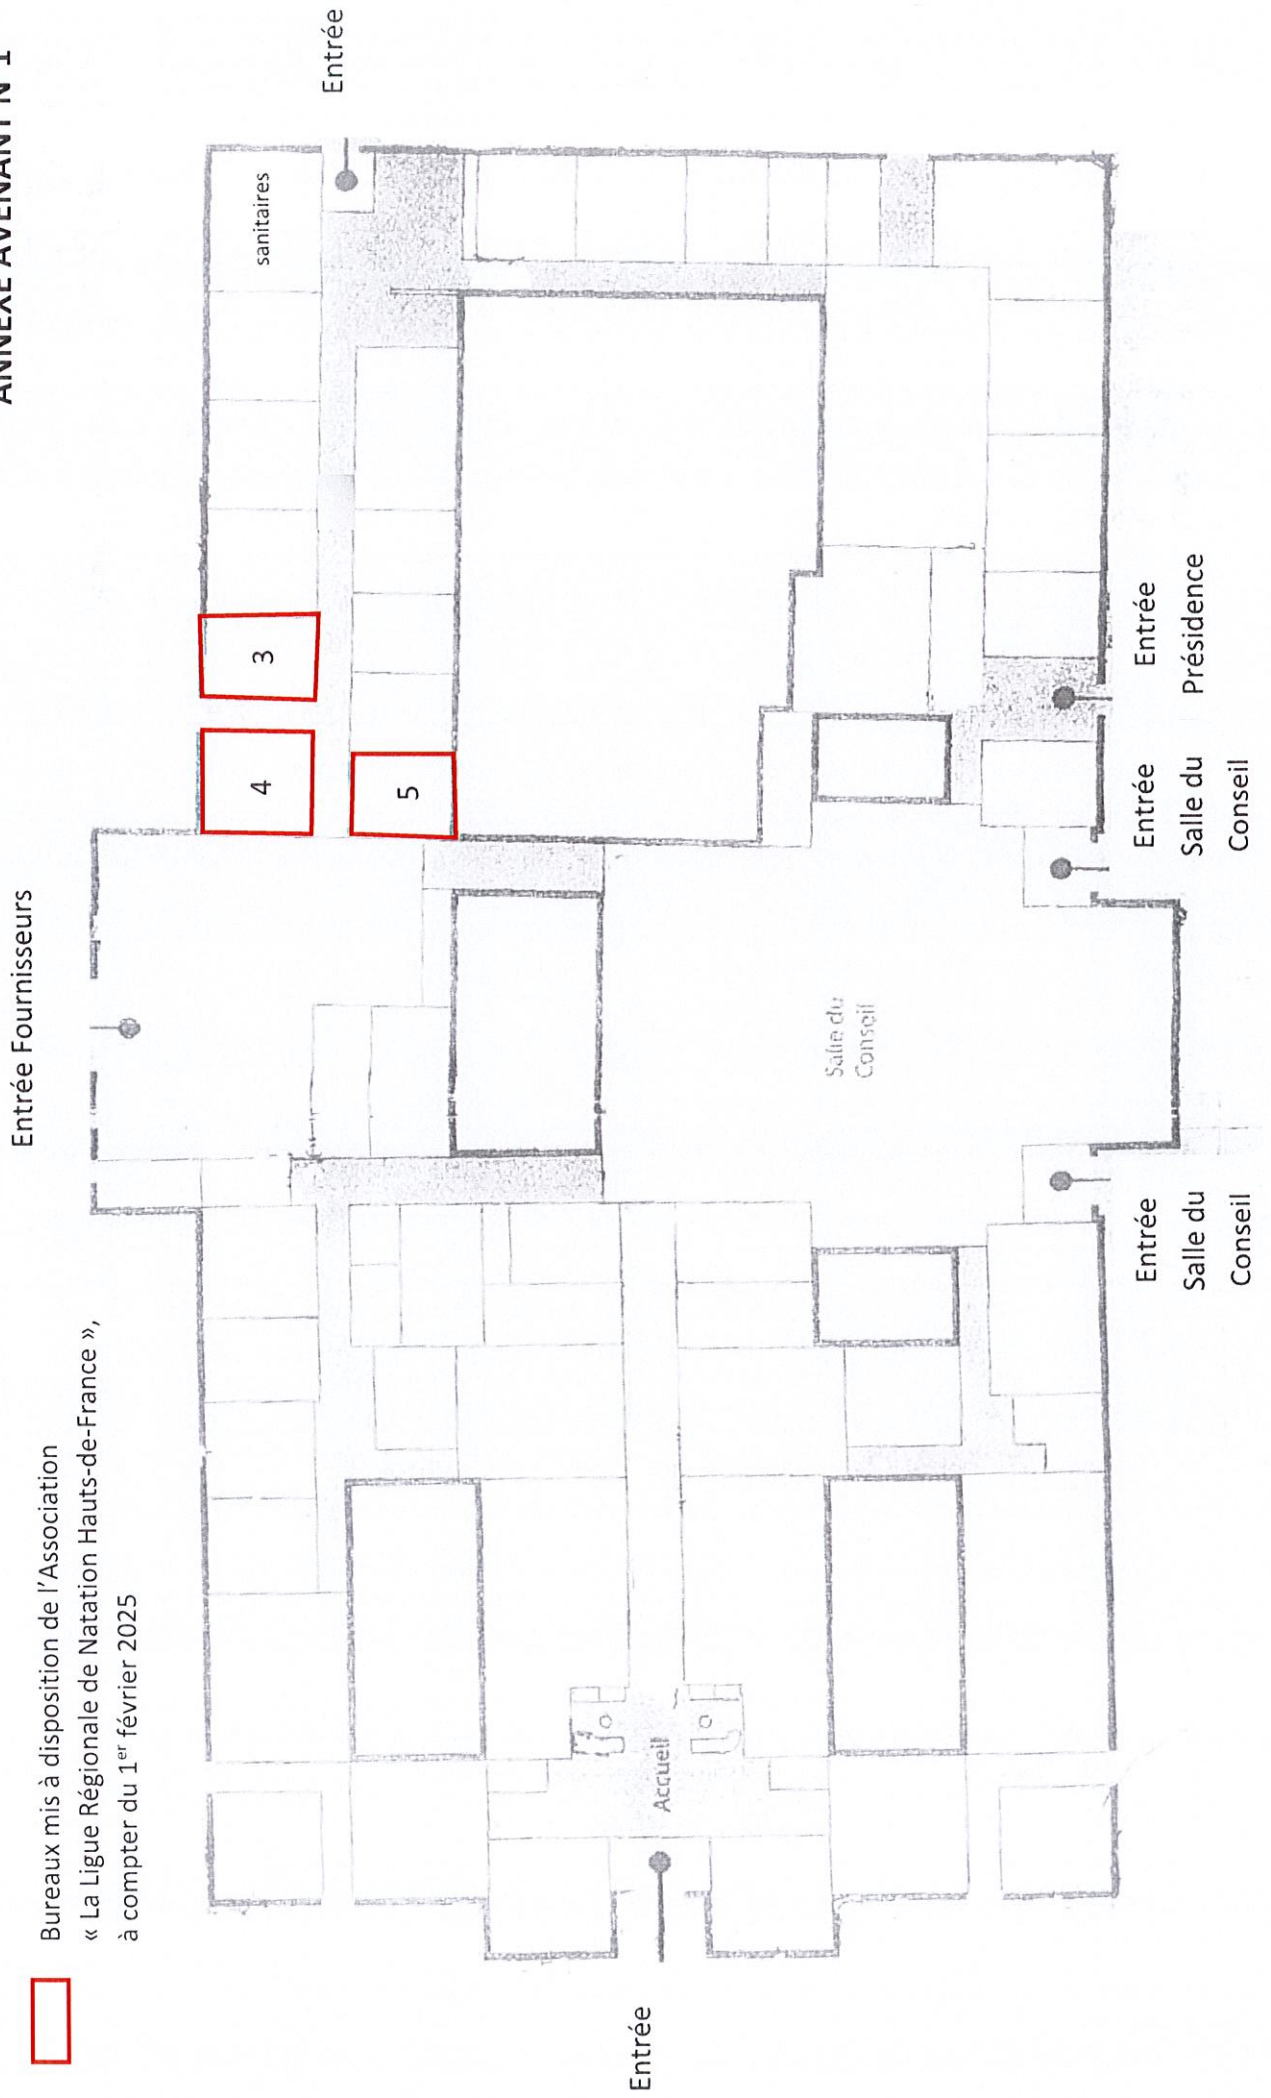 ANNEXE AVENANT N°1
Bureaux mis à disposition de l'Association
« La Ligue Régionale de Natation Hauts-de-France »,
à compter du 1er février 2025
Entrée Fournisseurs
Entrée
sanitaires
3
4
5
Salle du
Conseil
Accueil
Entrée
Entrée
Salle du
Conseil
Entrée
Salle du
Conseil
Entrée
Présidence